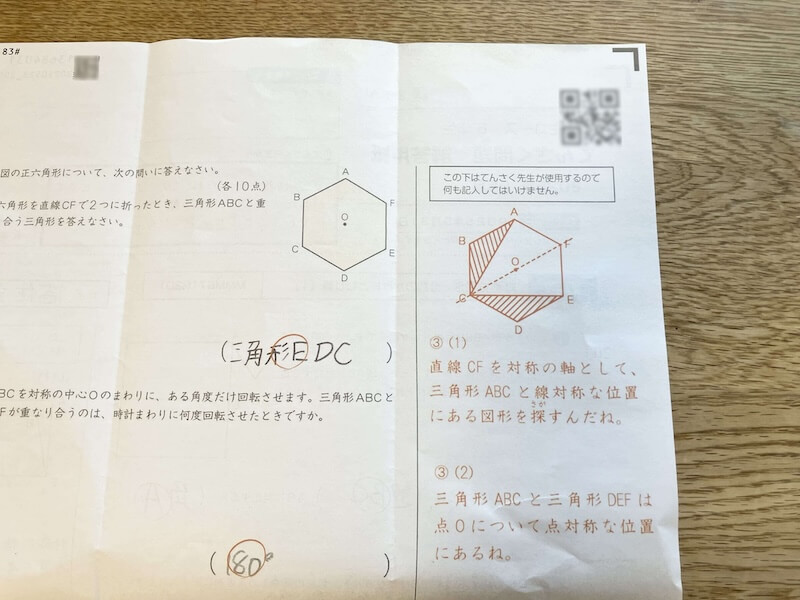 83#
図の正六角形について、次の問いに答えなさい。
(各10点)
六角形を直線CFで2つに折ったとき、三角形ABCと重
合う三角形を答えなさい。
A
B
F
O
C
E
D
(三角形EDC)
BCを対称の中心Oのまわりに、ある角度だけ回転させます。三角形ABCと
Fが重なり合うのは、時計まわりに何度回転させたときですか。
(180°)
この下はてんさく先生が使用するので
何も記入してはいけません。
A
B
F
O
C
E
D
③(1)
直線CFを対称の軸として、
三角形ABCと線対称な位置
さが
にある図形を探すんだね。
③(2)
三角形ABCと三角形DEFは
点Oについて点対称な位置
にあるね。